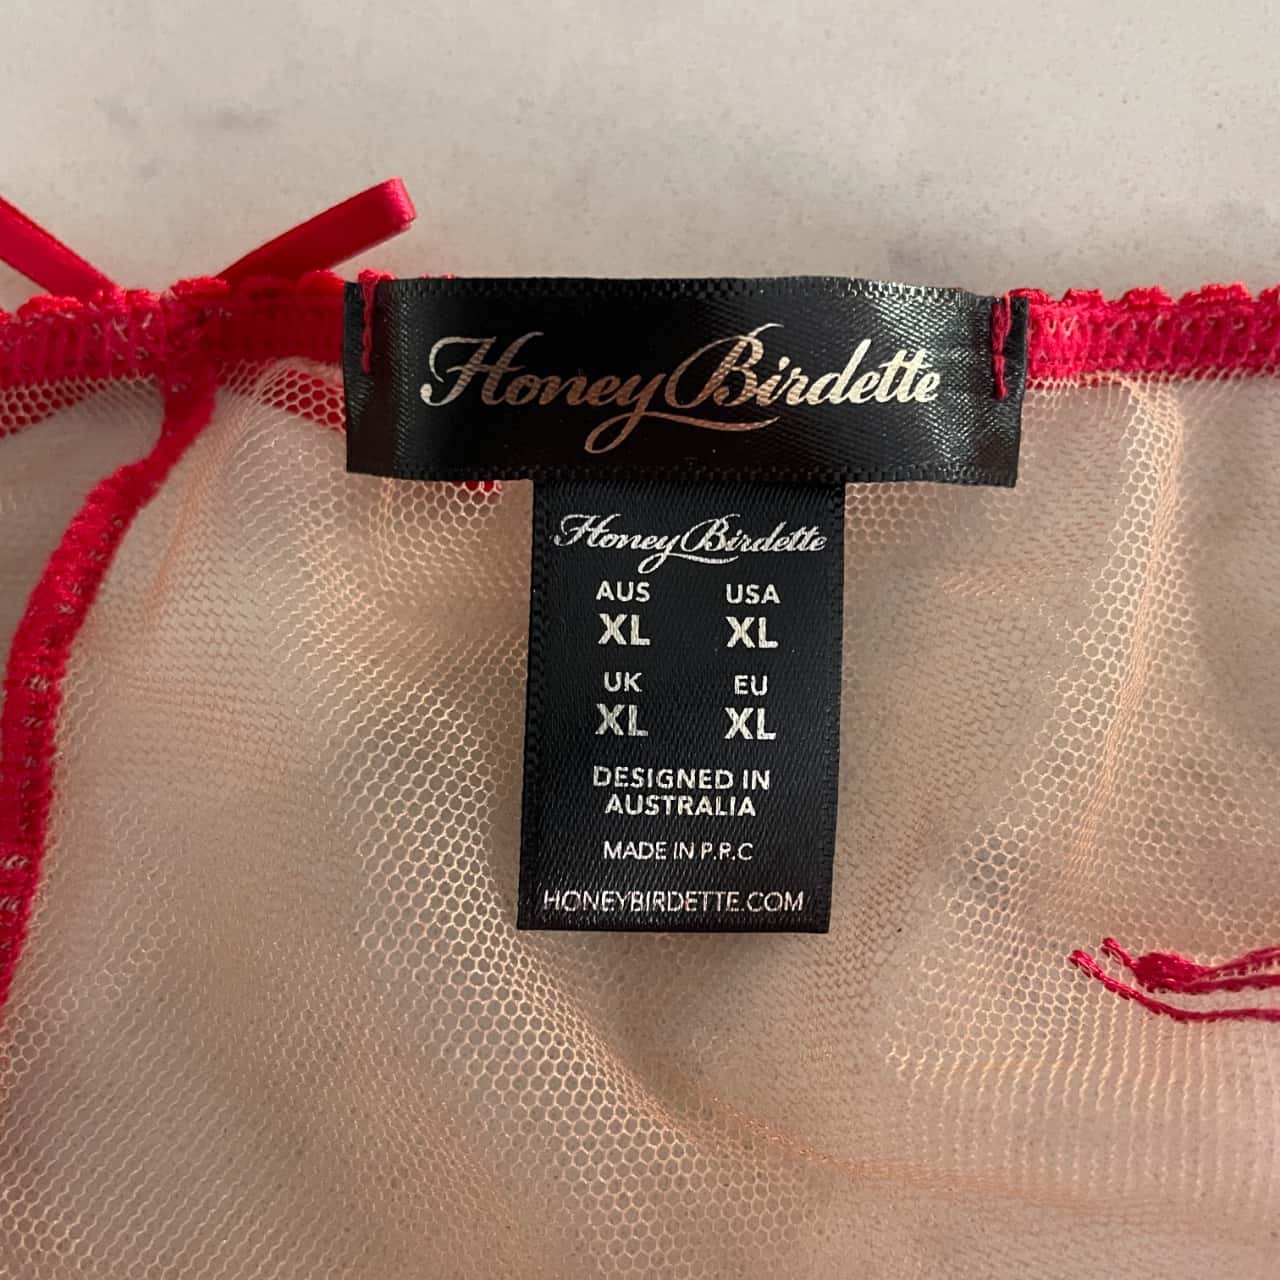 Honey Birdette
Honey Birdette
AUS USA
XL XL
UK EU
XL XL
DESIGNED IN
AUSTRALIA
MADE IN P.R.C
HONEYBIRDETTE.COM